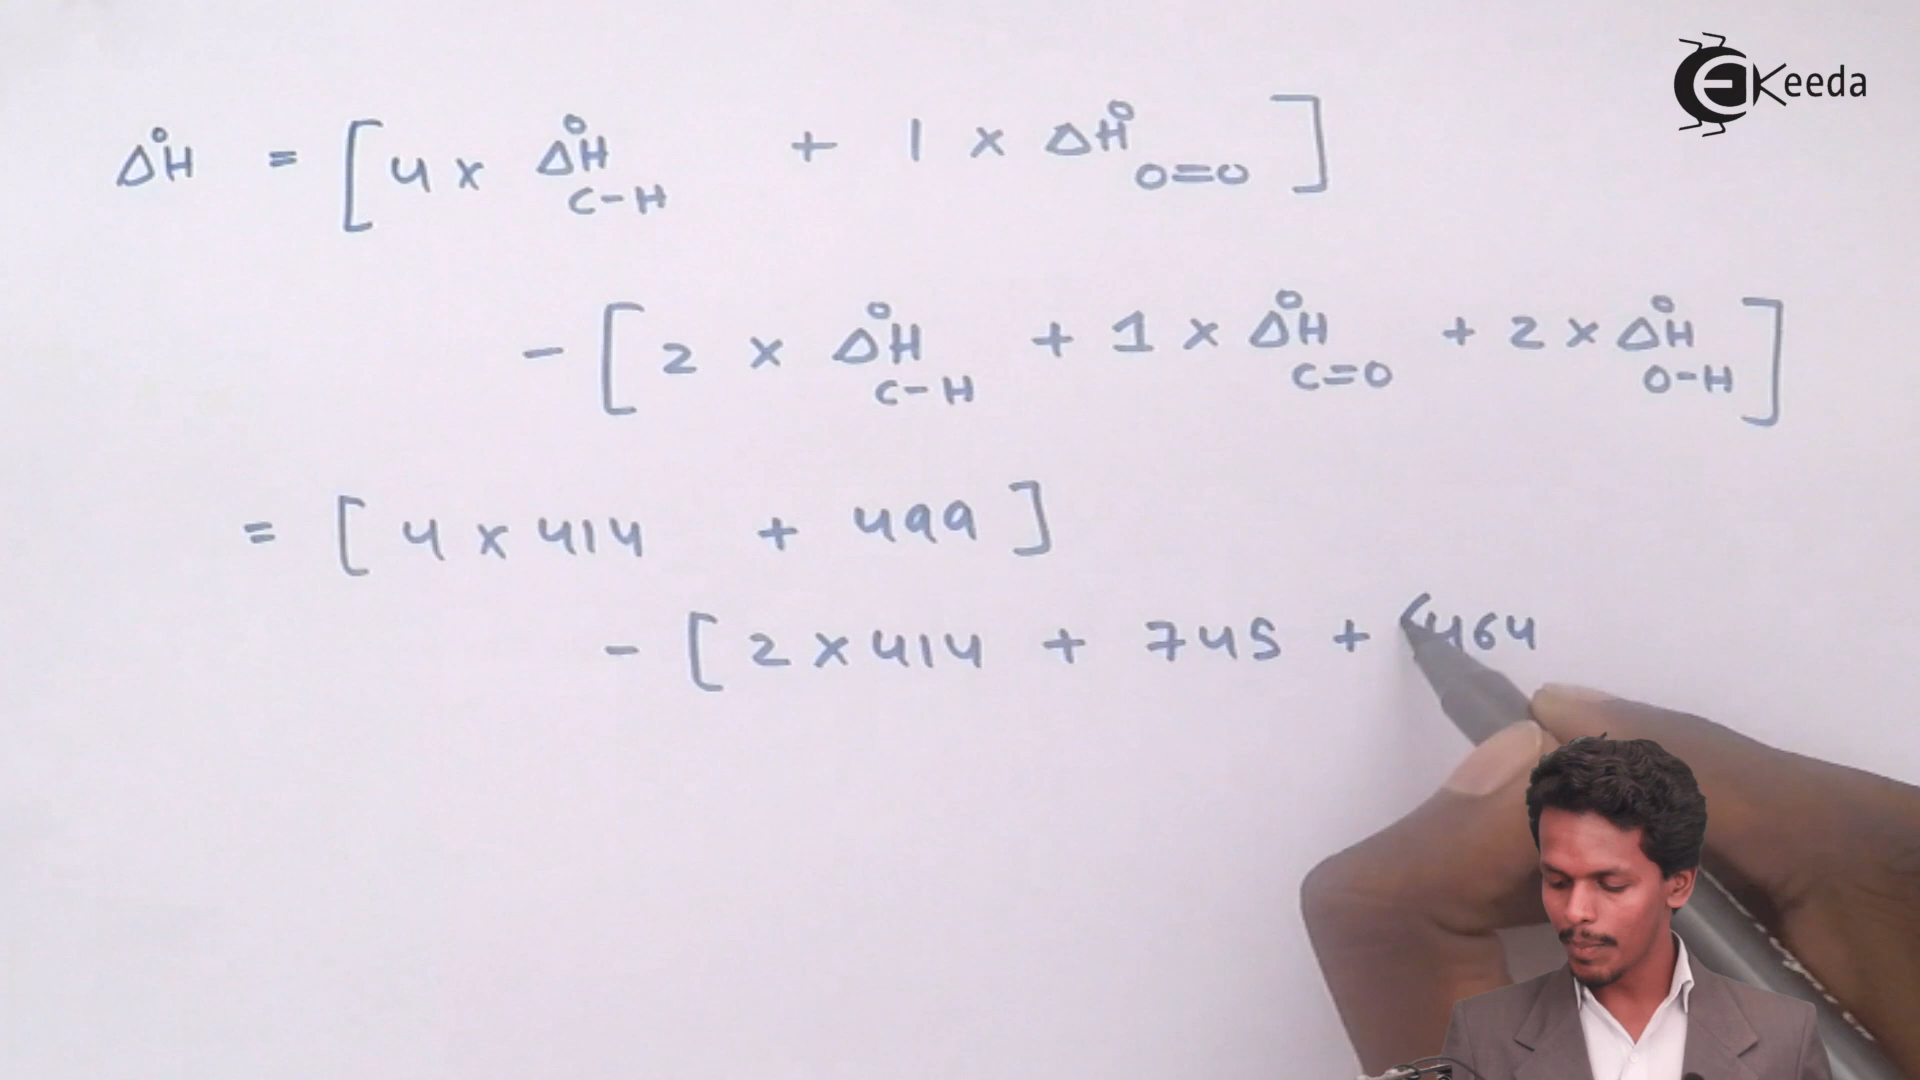 EKeeda
ΔH° = [ 4 × ΔH°C-H + 1 × ΔH°O=O ]
- [ 2 × ΔH°C-H + 1 × ΔH°C=O + 2 × ΔH°O-H ]
= [ 4 × 414 + 499 ]
- [ 2 × 414 + 745 + (464